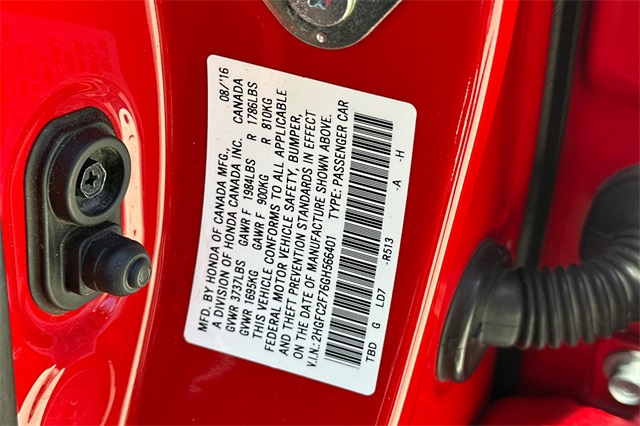 MFD. BY HONDA OF CANADA MFG., 08/'16
A DIVISION OF HONDA CANADA INC. CANADA
GVWR 3737LBS GAWR F 1984LBS R 1786LBS
GVWR 1695KG GAWR F 900KG R 810KG
THIS VEHICLE CONFORMS TO ALL APPLICABLE
FEDERAL MOTOR VEHICLE SAFETY, BUMPER,
AND THEFT PREVENTION STANDARDS IN EFFECT
ON THE DATE OF MANUFACTURE SHOWN ABOVE.
V.I.N.: 2HGFC2F76GH566401 TYPE: PASSENGER CAR
TBD G LD7 -R513 -A -H